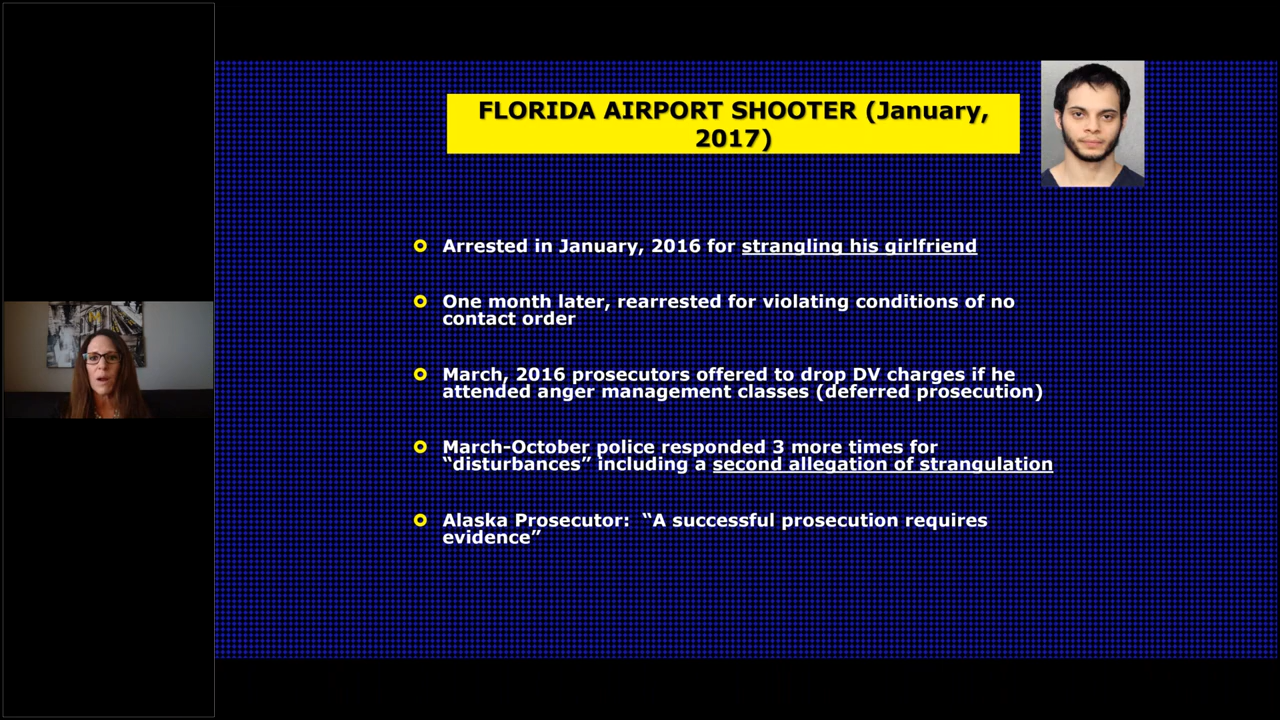 FLORIDA AIRPORT SHOOTER (January,
2017)
Arrested in January, 2016 for strangling his girlfriend
One month later, rearrested for violating conditions of no
contact order
March, 2016 prosecutors offered to drop DV charges if he
attended anger management classes (deferred prosecution)
March-October police responded 3 more times for
“disturbances” including a second allegation of strangulation
Alaska Prosecutor:  “A successful prosecution requires
evidence”